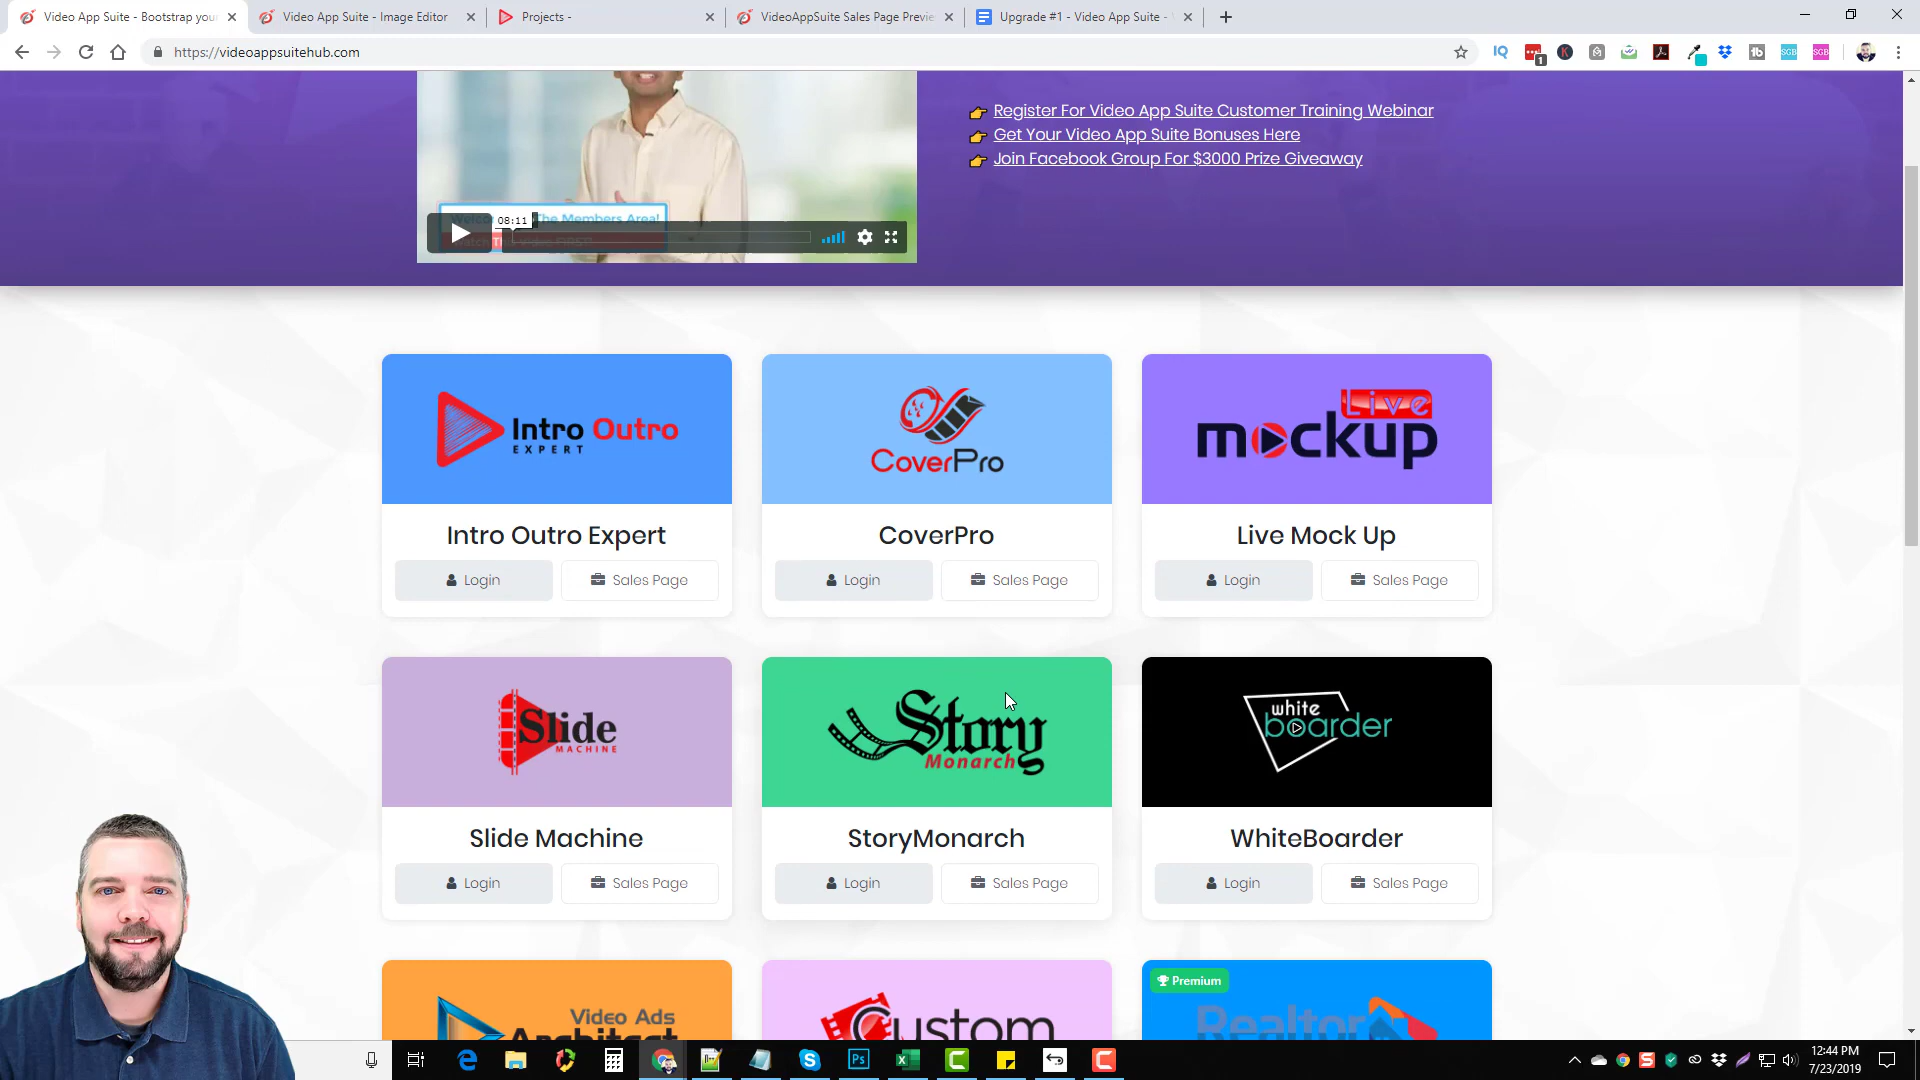 Video App Suite - Bootstrap your
Video App Suite - Image Editor
Projects -
VideoAppSuite Sales Page Previe
Upgrade #1 - Video App Suite -
https://videoappsuitehub.com
Register For Video App Suite Customer Training Webinar
Get Your Video App Suite Bonuses Here
Join Facebook Group For $3000 Prize Giveaway
08:11
The Members Area!
Intro Outro
EXPERT
CoverPro
Live
mockup
Intro Outro Expert
CoverPro
Live Mock Up
Login
Sales Page
Login
Sales Page
Login
Sales Page
Slide
MACHINE
Story
Monarch
white
boarder
Slide Machine
StoryMonarch
WhiteBoarder
Login
Sales Page
Login
Sales Page
Login
Sales Page
Video Ads
Architect
Custom
Premium
Realtor
12:44 PM
7/23/2019